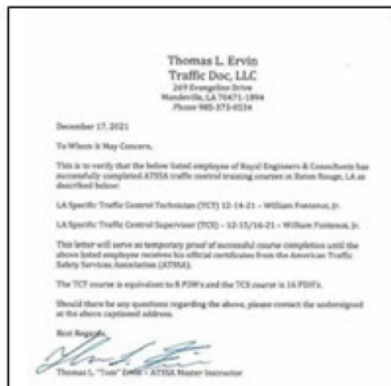 Thomas L. Ervin
Traffic Doc, LLC
269 Evangeline Drive
Mandeville, LA 70471-1894
Phone 985-373-0534
December 17, 2021
To Whom It May Concern,
This is to verify that the below listed employee of Royal Engineers & Consultants has
successfully completed ATSSA traffic control training courses in Baton Rouge, LA as
described below:
LA Specific Traffic Control Technician (TCT) 12-14-21 – William Fontenot, Jr.
LA Specific Traffic Control Supervisor (TCS) – 12-15/16-21 – William Fontenot, Jr.
This letter will serve as temporary proof of successful course completion until the
above listed employee receives his official certificates from the American Traffic
Safety Services Association (ATSSA).
The TCT course is equivalent to 8 PDH's and the TCS course is 16 PDH's.
Should there be any questions regarding the above, please contact the undersigned
at the above captioned address.
Best Regards,
Thomas L. "Tom" Ervin – ATSSA Master Instructor